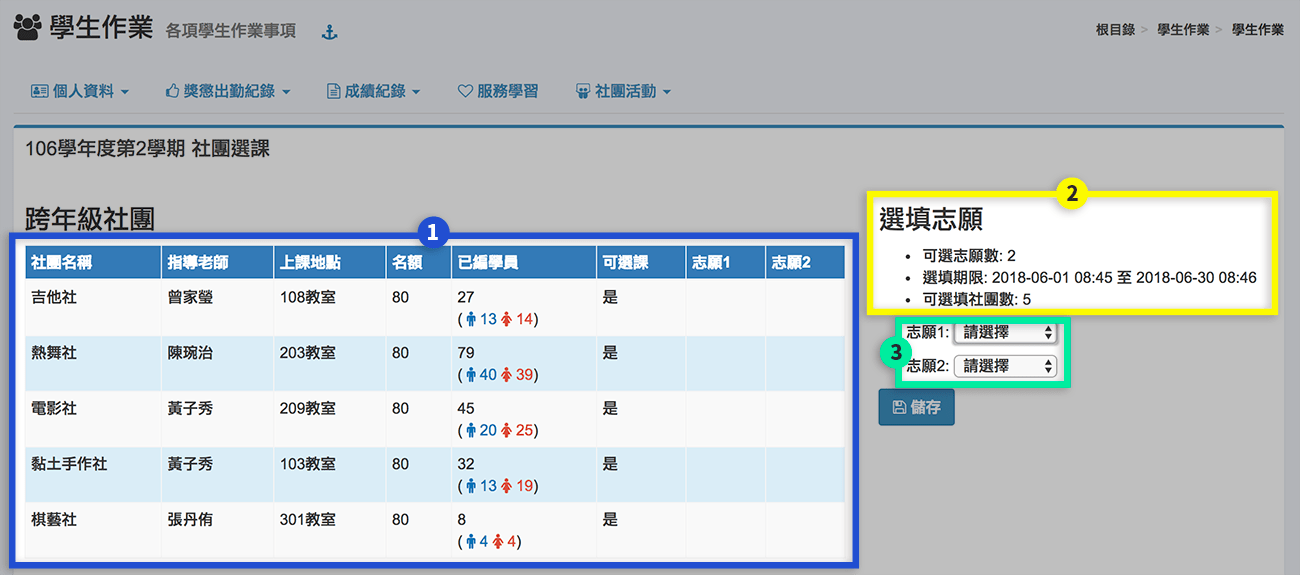 學生作業 各項學生作業事項
根目錄 > 學生作業 > 學生作業
個人資料 獎懲出勤紀錄 成績紀錄 服務學習 社團活動
106學年度第2學期 社團選課
跨年級社團
1
社團名稱 指導老師 上課地點 名額 已編學員 可選課 志願1 志願2
吉他社 曾家瑩 108教室 80 27 是
( 13 14)
熱舞社 陳琬治 203教室 80 79 是
( 40 39)
電影社 黃子秀 209教室 80 45 是
( 20 25)
黏土手作社 黃子秀 103教室 80 32 是
( 13 19)
棋藝社 張丹侑 301教室 80 8 是
( 4 4)
2
選填志願
• 可選志願數: 2
• 選填期限: 2018-06-01 08:45 至 2018-06-30 08:46
• 可選填社團數: 5
3
志願1: 請選擇
志願2: 請選擇
儲存